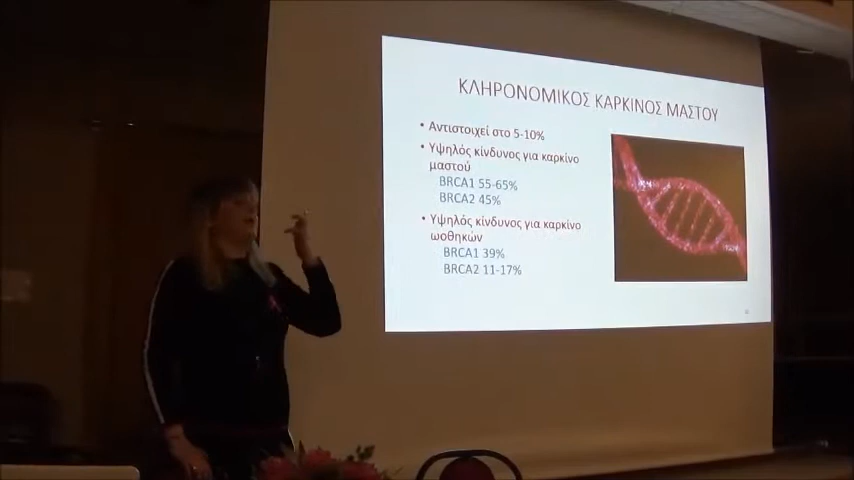 ΚΛΗΡΟΝΟΜΙΚΟΣ ΚΑΡΚΙΝΟΣ ΜΑΣΤΟΥ
• Αντιστοιχεί στο 5-10%
• Υψηλός κίνδυνος για καρκίνο
μαστού
BRCA1 55-65%
BRCA2 45%
• Υψηλός κίνδυνος για καρκίνο
ωοθηκών
BRCA1 39%
BRCA2 11-17%